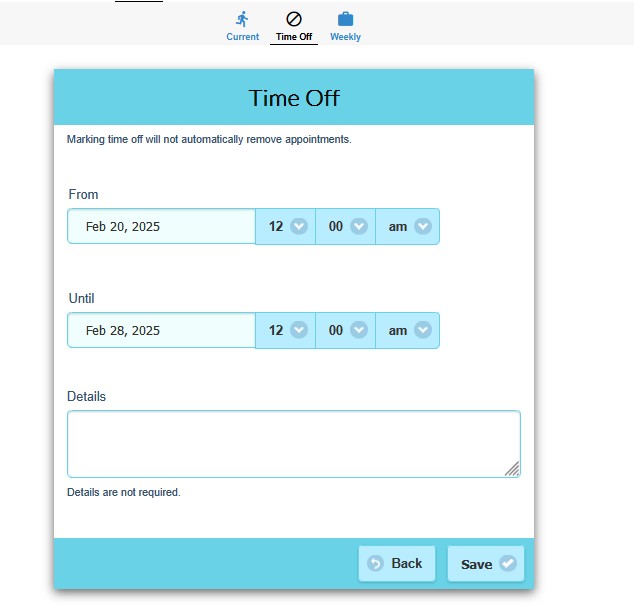 Current Time Off Weekly
Time Off
Marking time off will not automatically remove appointments.
From
Feb 20, 2025 12 00 am
Until
Feb 28, 2025 12 00 am
Details
Details are not required.
Back Save